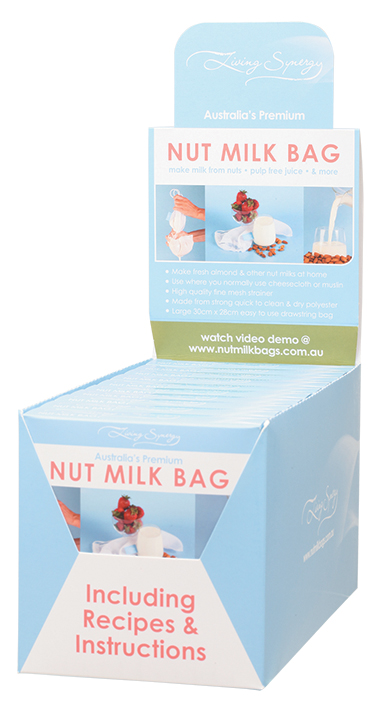 Living Synergy
Australia's Premium
NUT MILK BAG
make milk from nuts • pulp free juice • & more
• Make fresh almond & other nut milks at home
• Use where you normally use cheesecloth or muslin
• High quality fine mesh strainer
• Made from strong quick to clean & dry polyester
• Large 30cm x 28cm easy to use drawstring bag
watch video demo @
www.nutmilkbags.com.au
Living Synergy
Australia's Premium
NUT MILK BAG
Including
Recipes &
Instructions
Living Synergy